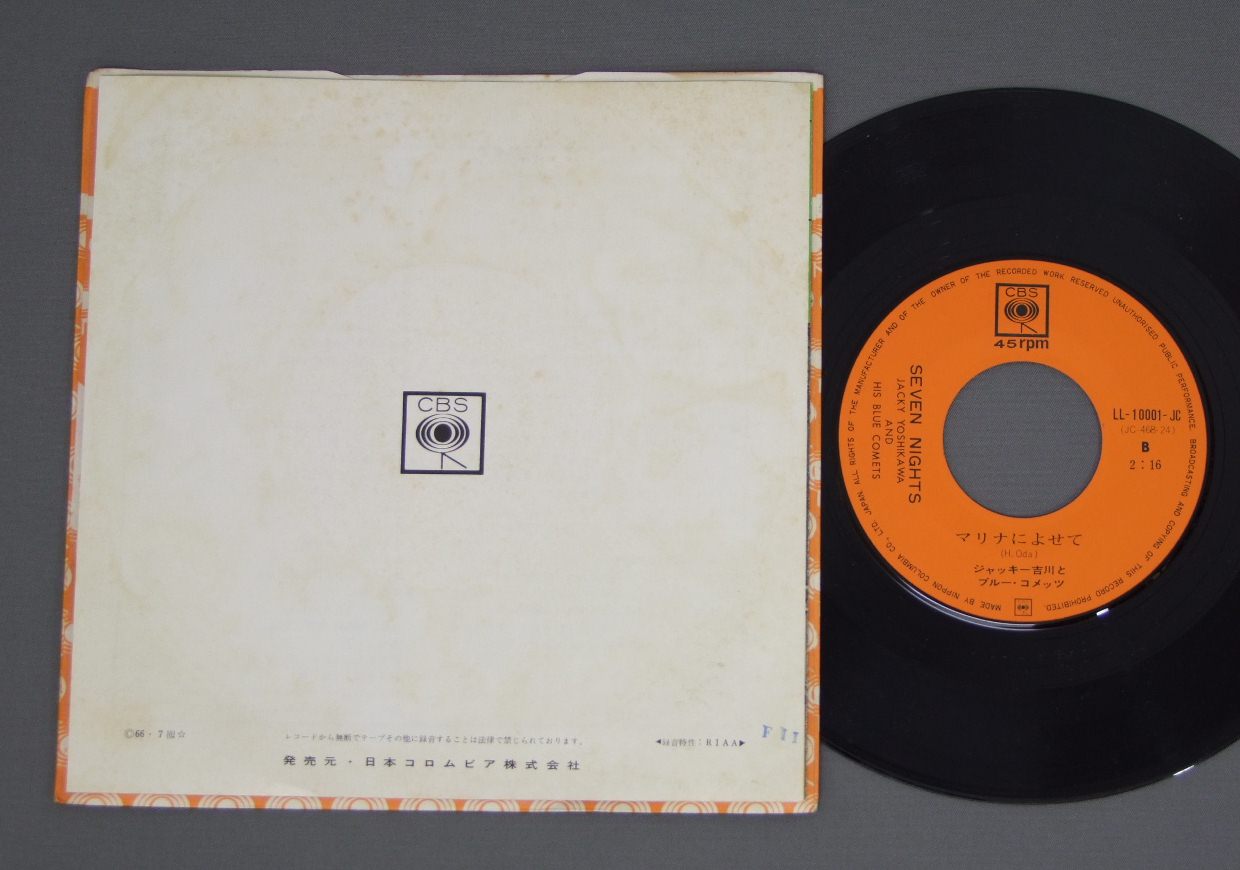 CBS
©66・7
レコードから無断でテープその他に録音することは法律で禁じられております。
◀録音特性:RIAA▶
発売元・日本コロムビア株式会社
F II
CBS
45rpm
SEVEN NIGHTS
JACKY YOSHIKAWA
AND
HIS BLUE COMETS
LL-10001-JC
(JC-468-24)
B
2:16
マリナによせて
(H. Oda)
ジャッキー吉川と
ブルー・コメッツ
MADE BY NIPPON COLUMBIA CO., LTD. JAPAN. ALL RIGHTS OF THE MANUFACTURER AND OF THE OWNER OF THE RECORDED WORK RESERVED UNAUTHORISED PUBLIC PERFORMANCE. BROADCASTING AND COPYING OF THIS RECORD PROHIBITED.